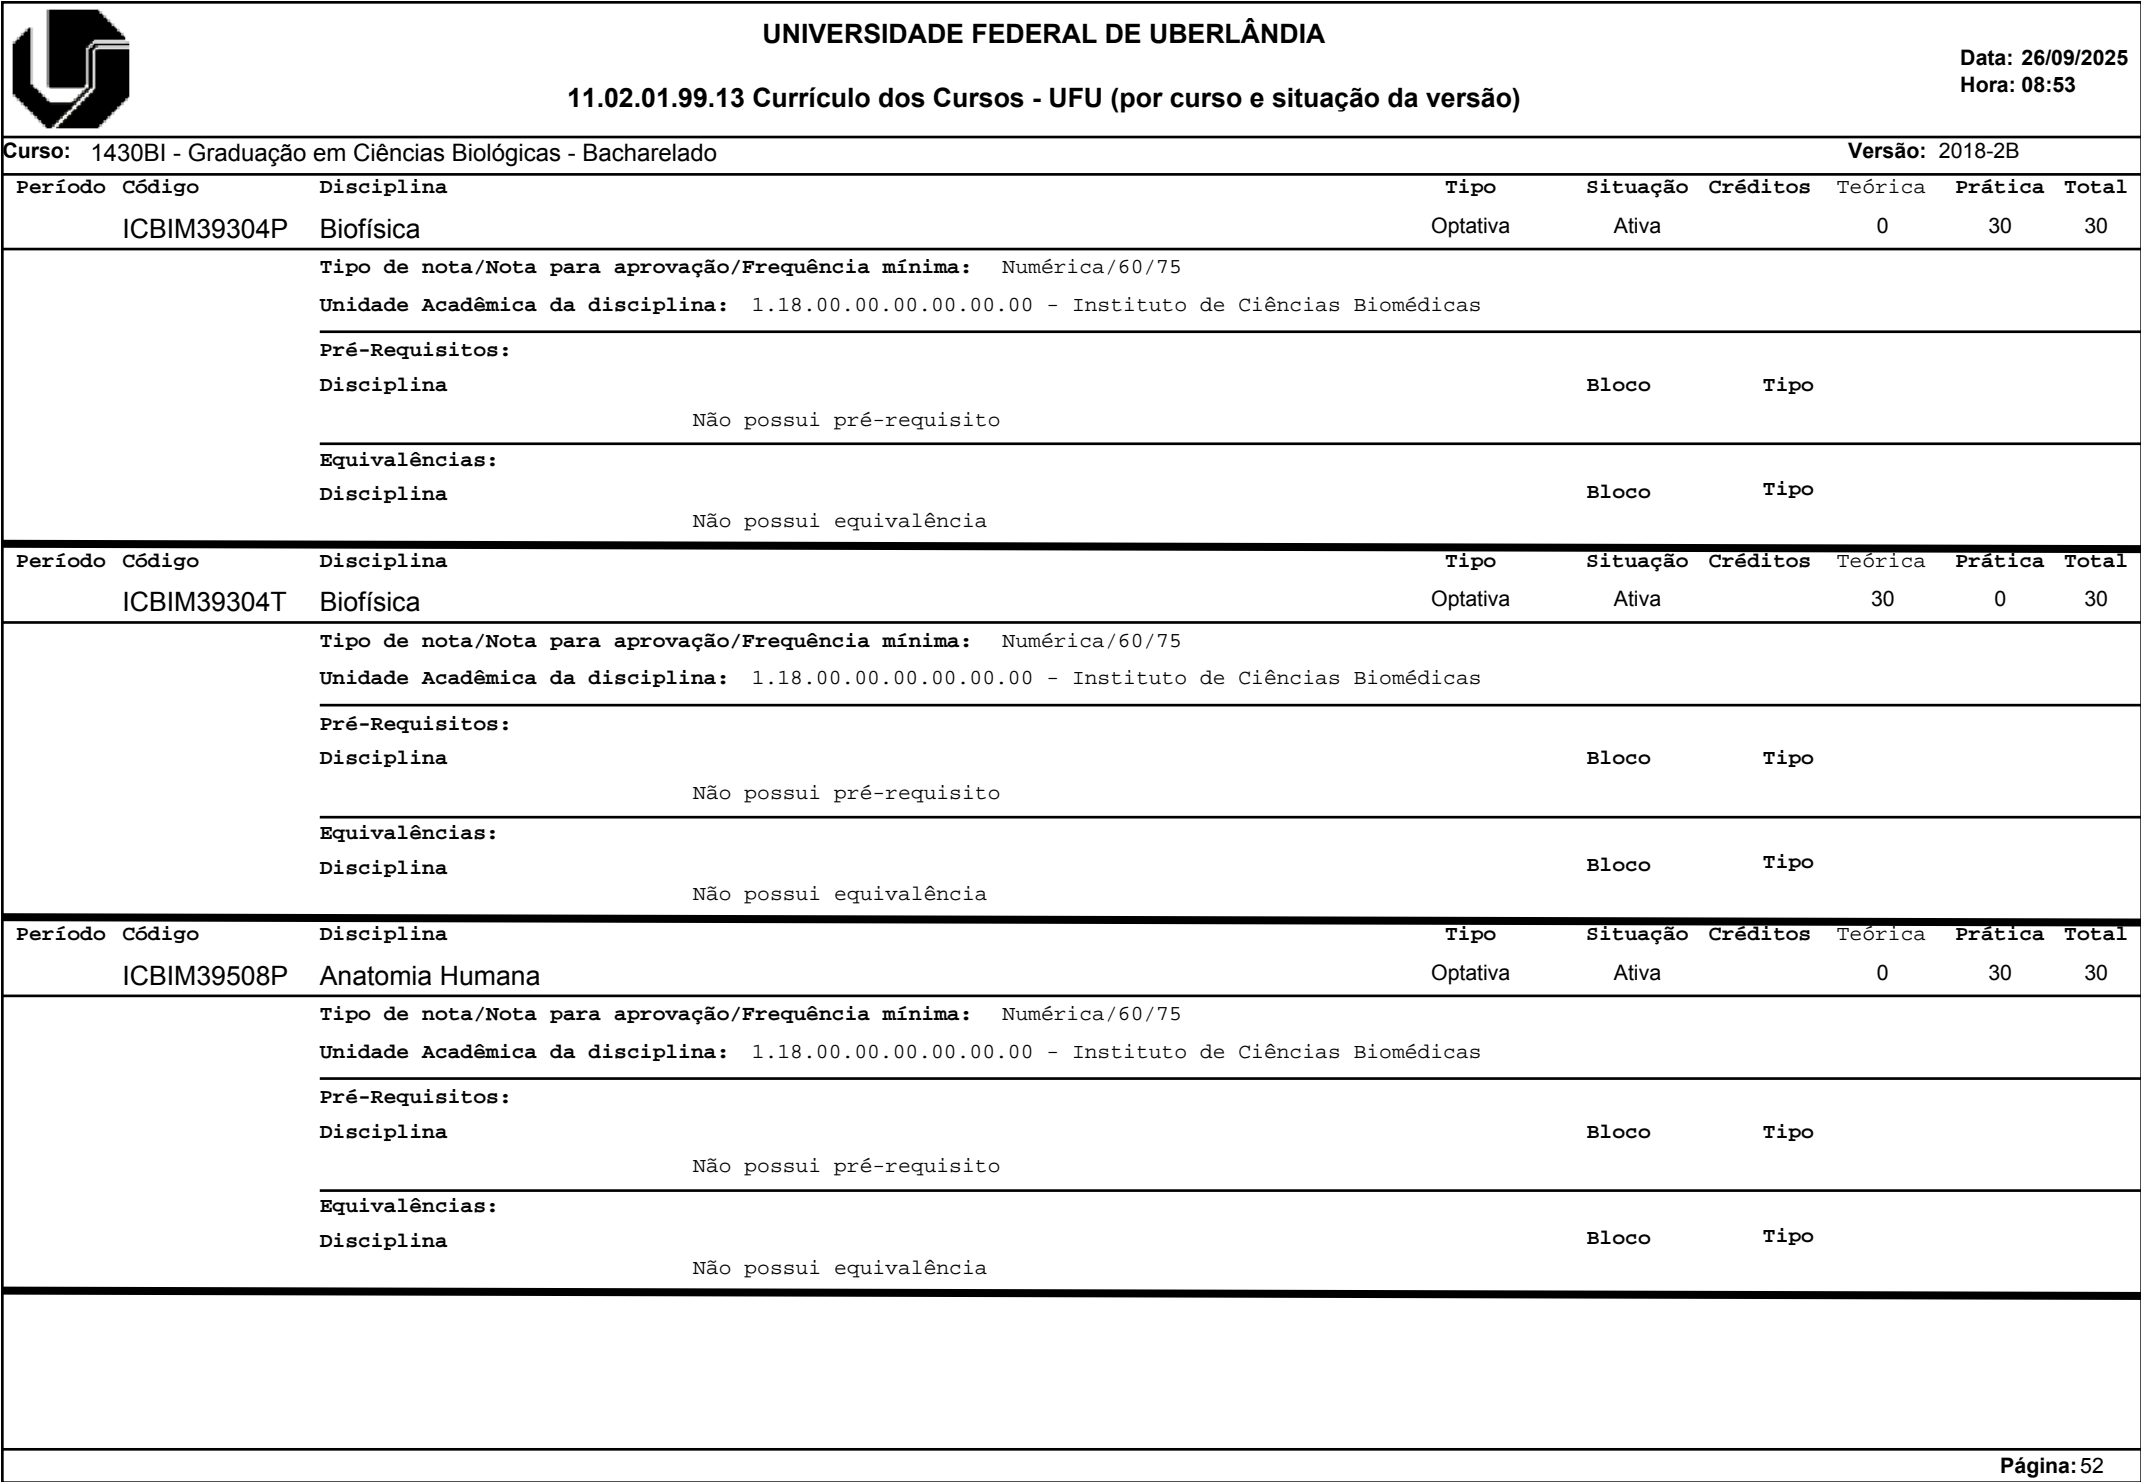 UNIVERSIDADE FEDERAL DE UBERLÂNDIA
Data: 26/09/2025
Hora: 08:53
11.02.01.99.13 Currículo dos Cursos - UFU (por curso e situação da versão)
Curso: 1430BI - Graduação em Ciências Biológicas - Bacharelado Versão: 2018-2B
Período Código Disciplina Tipo Situação Créditos Teórica Prática Total
ICBIM39304P Biofísica Optativa Ativa 0 30 30
Tipo de nota/Nota para aprovação/Frequência mínima: Numérica/60/75
Unidade Acadêmica da disciplina: 1.18.00.00.00.00.00.00 - Instituto de Ciências Biomédicas
Pré-Requisitos:
Disciplina Bloco Tipo
Não possui pré-requisito
Equivalências:
Disciplina Bloco Tipo
Não possui equivalência
Período Código Disciplina Tipo Situação Créditos Teórica Prática Total
ICBIM39304T Biofísica Optativa Ativa 30 0 30
Tipo de nota/Nota para aprovação/Frequência mínima: Numérica/60/75
Unidade Acadêmica da disciplina: 1.18.00.00.00.00.00.00 - Instituto de Ciências Biomédicas
Pré-Requisitos:
Disciplina Bloco Tipo
Não possui pré-requisito
Equivalências:
Disciplina Bloco Tipo
Não possui equivalência
Período Código Disciplina Tipo Situação Créditos Teórica Prática Total
ICBIM39508P Anatomia Humana Optativa Ativa 0 30 30
Tipo de nota/Nota para aprovação/Frequência mínima: Numérica/60/75
Unidade Acadêmica da disciplina: 1.18.00.00.00.00.00.00 - Instituto de Ciências Biomédicas
Pré-Requisitos:
Disciplina Bloco Tipo
Não possui pré-requisito
Equivalências:
Disciplina Bloco Tipo
Não possui equivalência
Página: 52